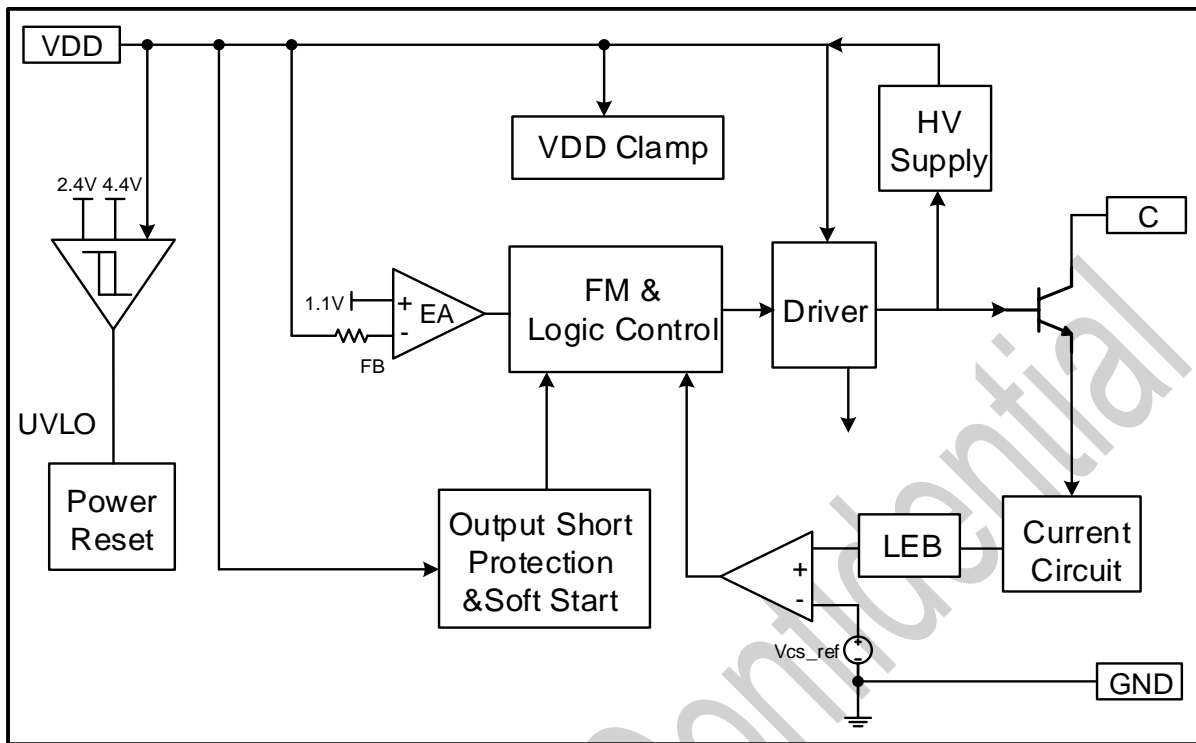 VDD
HV
Supply
VDD Clamp
2.4V 4.4V
C
1.1V
+
-
EA
FB
FM &
Logic Control
Driver
UVLO
Power
Reset
Output Short
Protection
&Soft Start
+
-
LEB
Current
Circuit
Vcs_ref
+
-
GND
Confidential